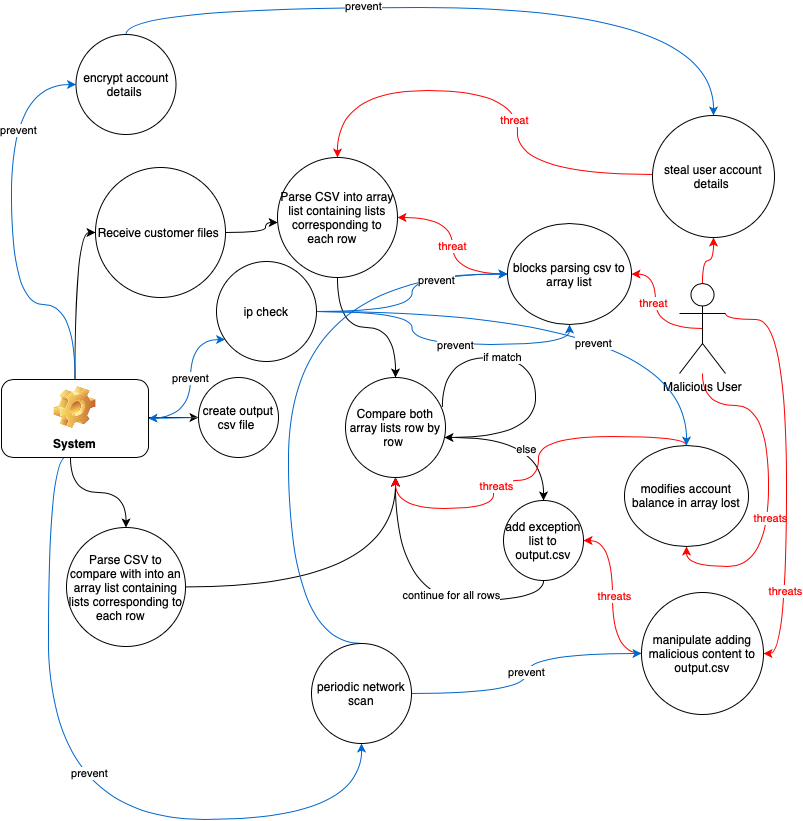 prevent
encrypt account
details
prevent
threat
steal user account
details
Parse CSV into array
list containing lists
corresponding to
each row
Receive customer files
threat
blocks parsing csv to
array list
prevent
ip check
threat
prevent
prevent
if match
prevent
Malicious User
create output
csv file
Compare both
array lists row by
row
System
else
threats
modifies account
balance in array lost
threats
add exception
list to
output.csv
Parse CSV to
compare with into an
array list containing
lists corresponding to
each row
continue for all rows
threats
threats
manipulate adding
malicious content to
output.csv
periodic network
scan
prevent
prevent